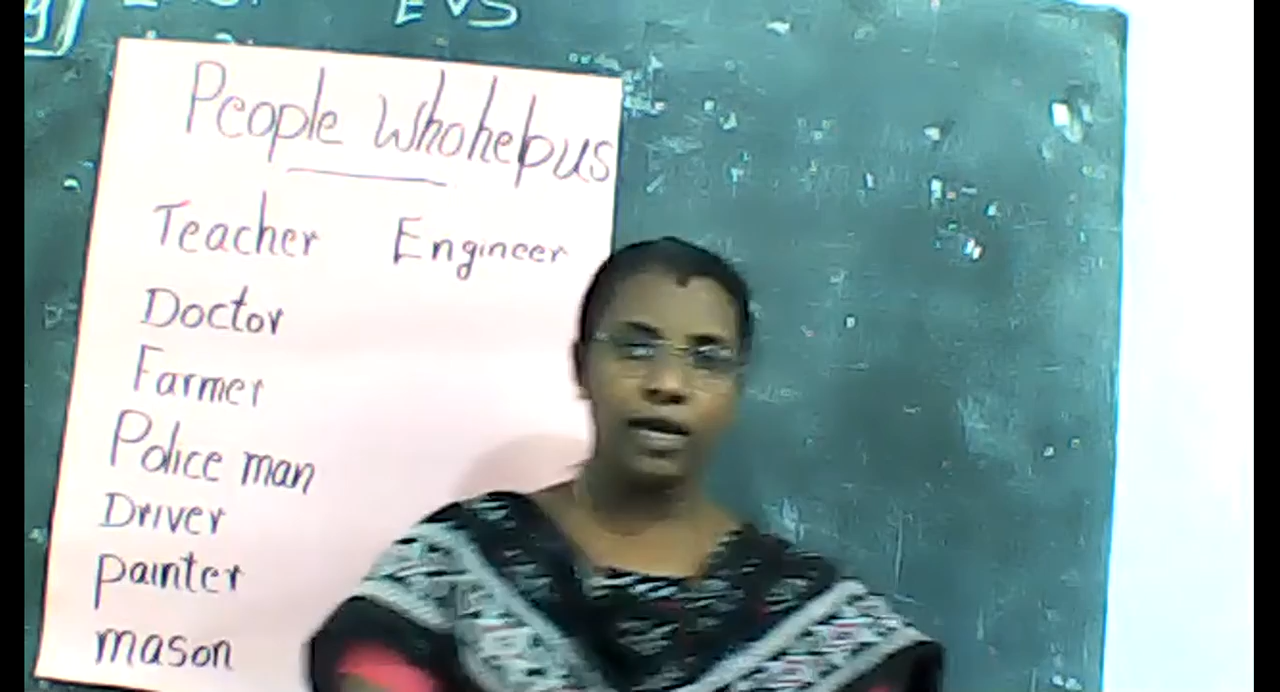 EVS
People Whohelpus
Teacher Engineer
Doctor
Farmer
Police man
Driver
painter
mason